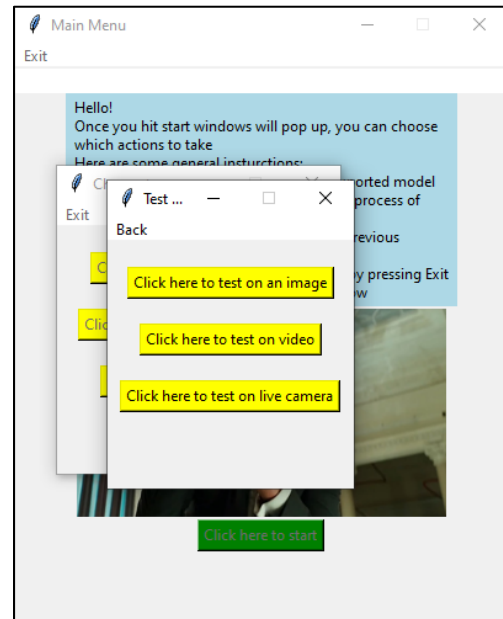 Main Menu
Exit
Hello!
Once you hit start windows will pop up, you can choose
which actions to take
Here are some general insturctions:
orted model
process of
revious
by pressing Exit
ow
Exit
Test ...
Back
Click here to test on an image
Click here to test on video
Click here to test on live camera
Click here to start